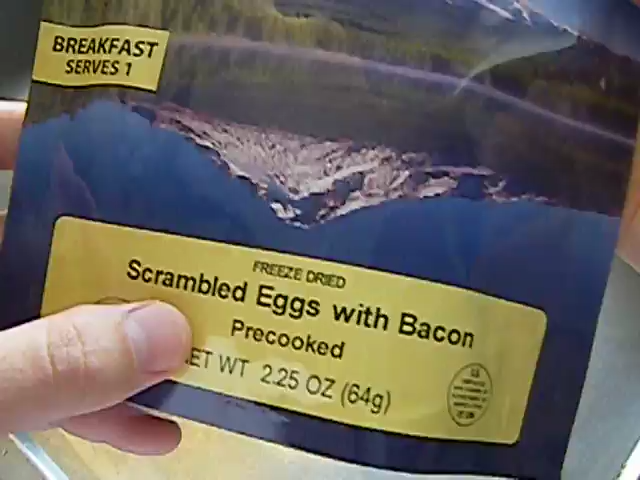 BREAKFAST
SERVES 1
FREEZE DRIED
Scrambled Eggs with Bacon
Precooked
ET WT 2.25 OZ (64g)